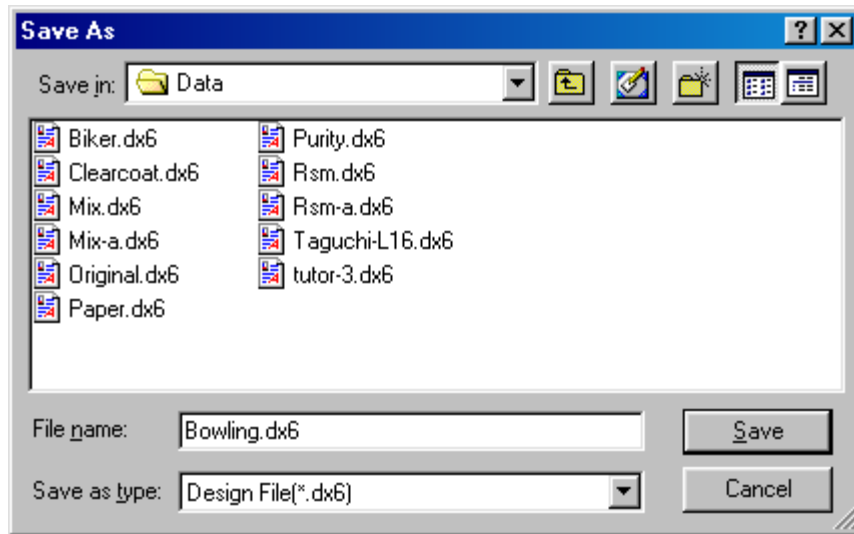 Save As
Save in: Data
Biker.dx6
Clearcoat.dx6
Mix.dx6
Mix-a.dx6
Original.dx6
Paper.dx6
Purity.dx6
Rsm.dx6
Rsm-a.dx6
Taguchi-L16.dx6
tutor-3.dx6
File name: Bowling.dx6 Save
Save as type: Design File(*.dx6) Cancel